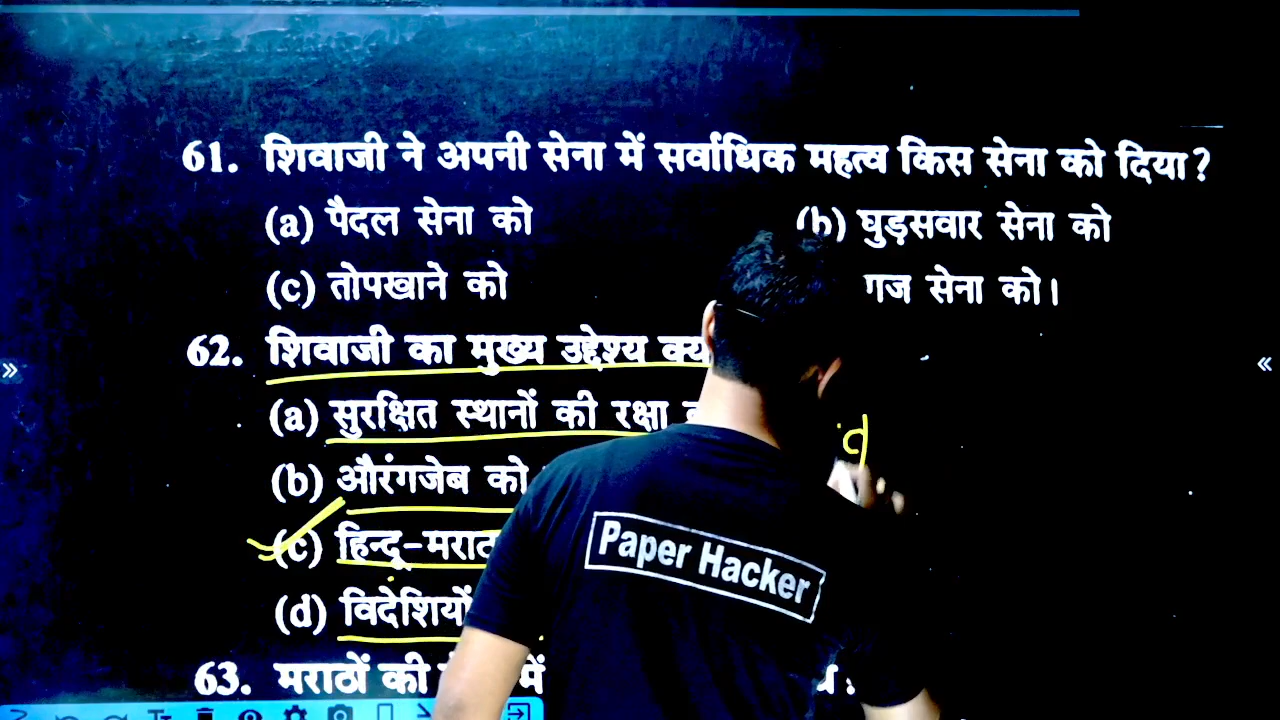 61. शिवाजी ने अपनी सेना में सर्वाधिक महत्व किस सेना को दिया?
(a) पैदल सेना को (b) घुड़सवार सेना को
(c) तोपखाने को गज सेना को।
62. शिवाजी का मुख्य उद्देश्य
(a) सुरक्षित स्थानों की रक्षा
(b) औरंगजेब को
(c) हिन्दू-मराठ
(d) विदेशियों
63. मराठों की में
Paper Hacker